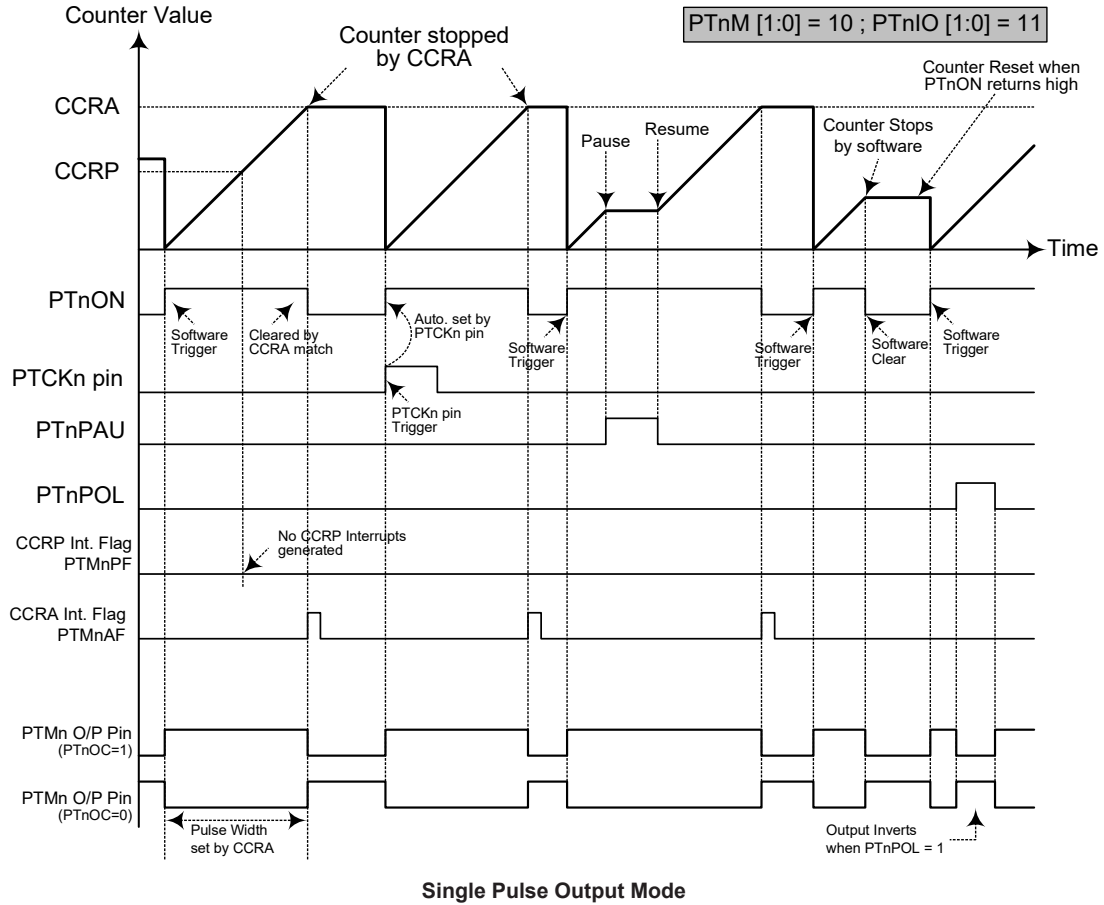 Counter Value
PTnM [1:0] = 10 ; PTnIO [1:0] = 11
Counter stopped
by CCRA
Counter Reset when
PTnON returns high
CCRA
CCRP
Pause
Resume
Counter Stops
by software
Time
PTnON
Software
Trigger
Cleared by
CCRA match
Auto. set by
PTCKn pin
Software
Trigger
Software
Trigger
Software
Clear
Software
Trigger
PTCKn pin
PTCKn pin
Trigger
PTnPAU
PTnPOL
CCRP Int. Flag
PTMnPF
No CCRP Interrupts
generated
CCRA Int. Flag
PTMnAF
PTMn O/P Pin
(PTnOC=1)
PTMn O/P Pin
(PTnOC=0)
Pulse Width
set by CCRA
Output Inverts
when PTnPOL = 1
Single Pulse Output Mode